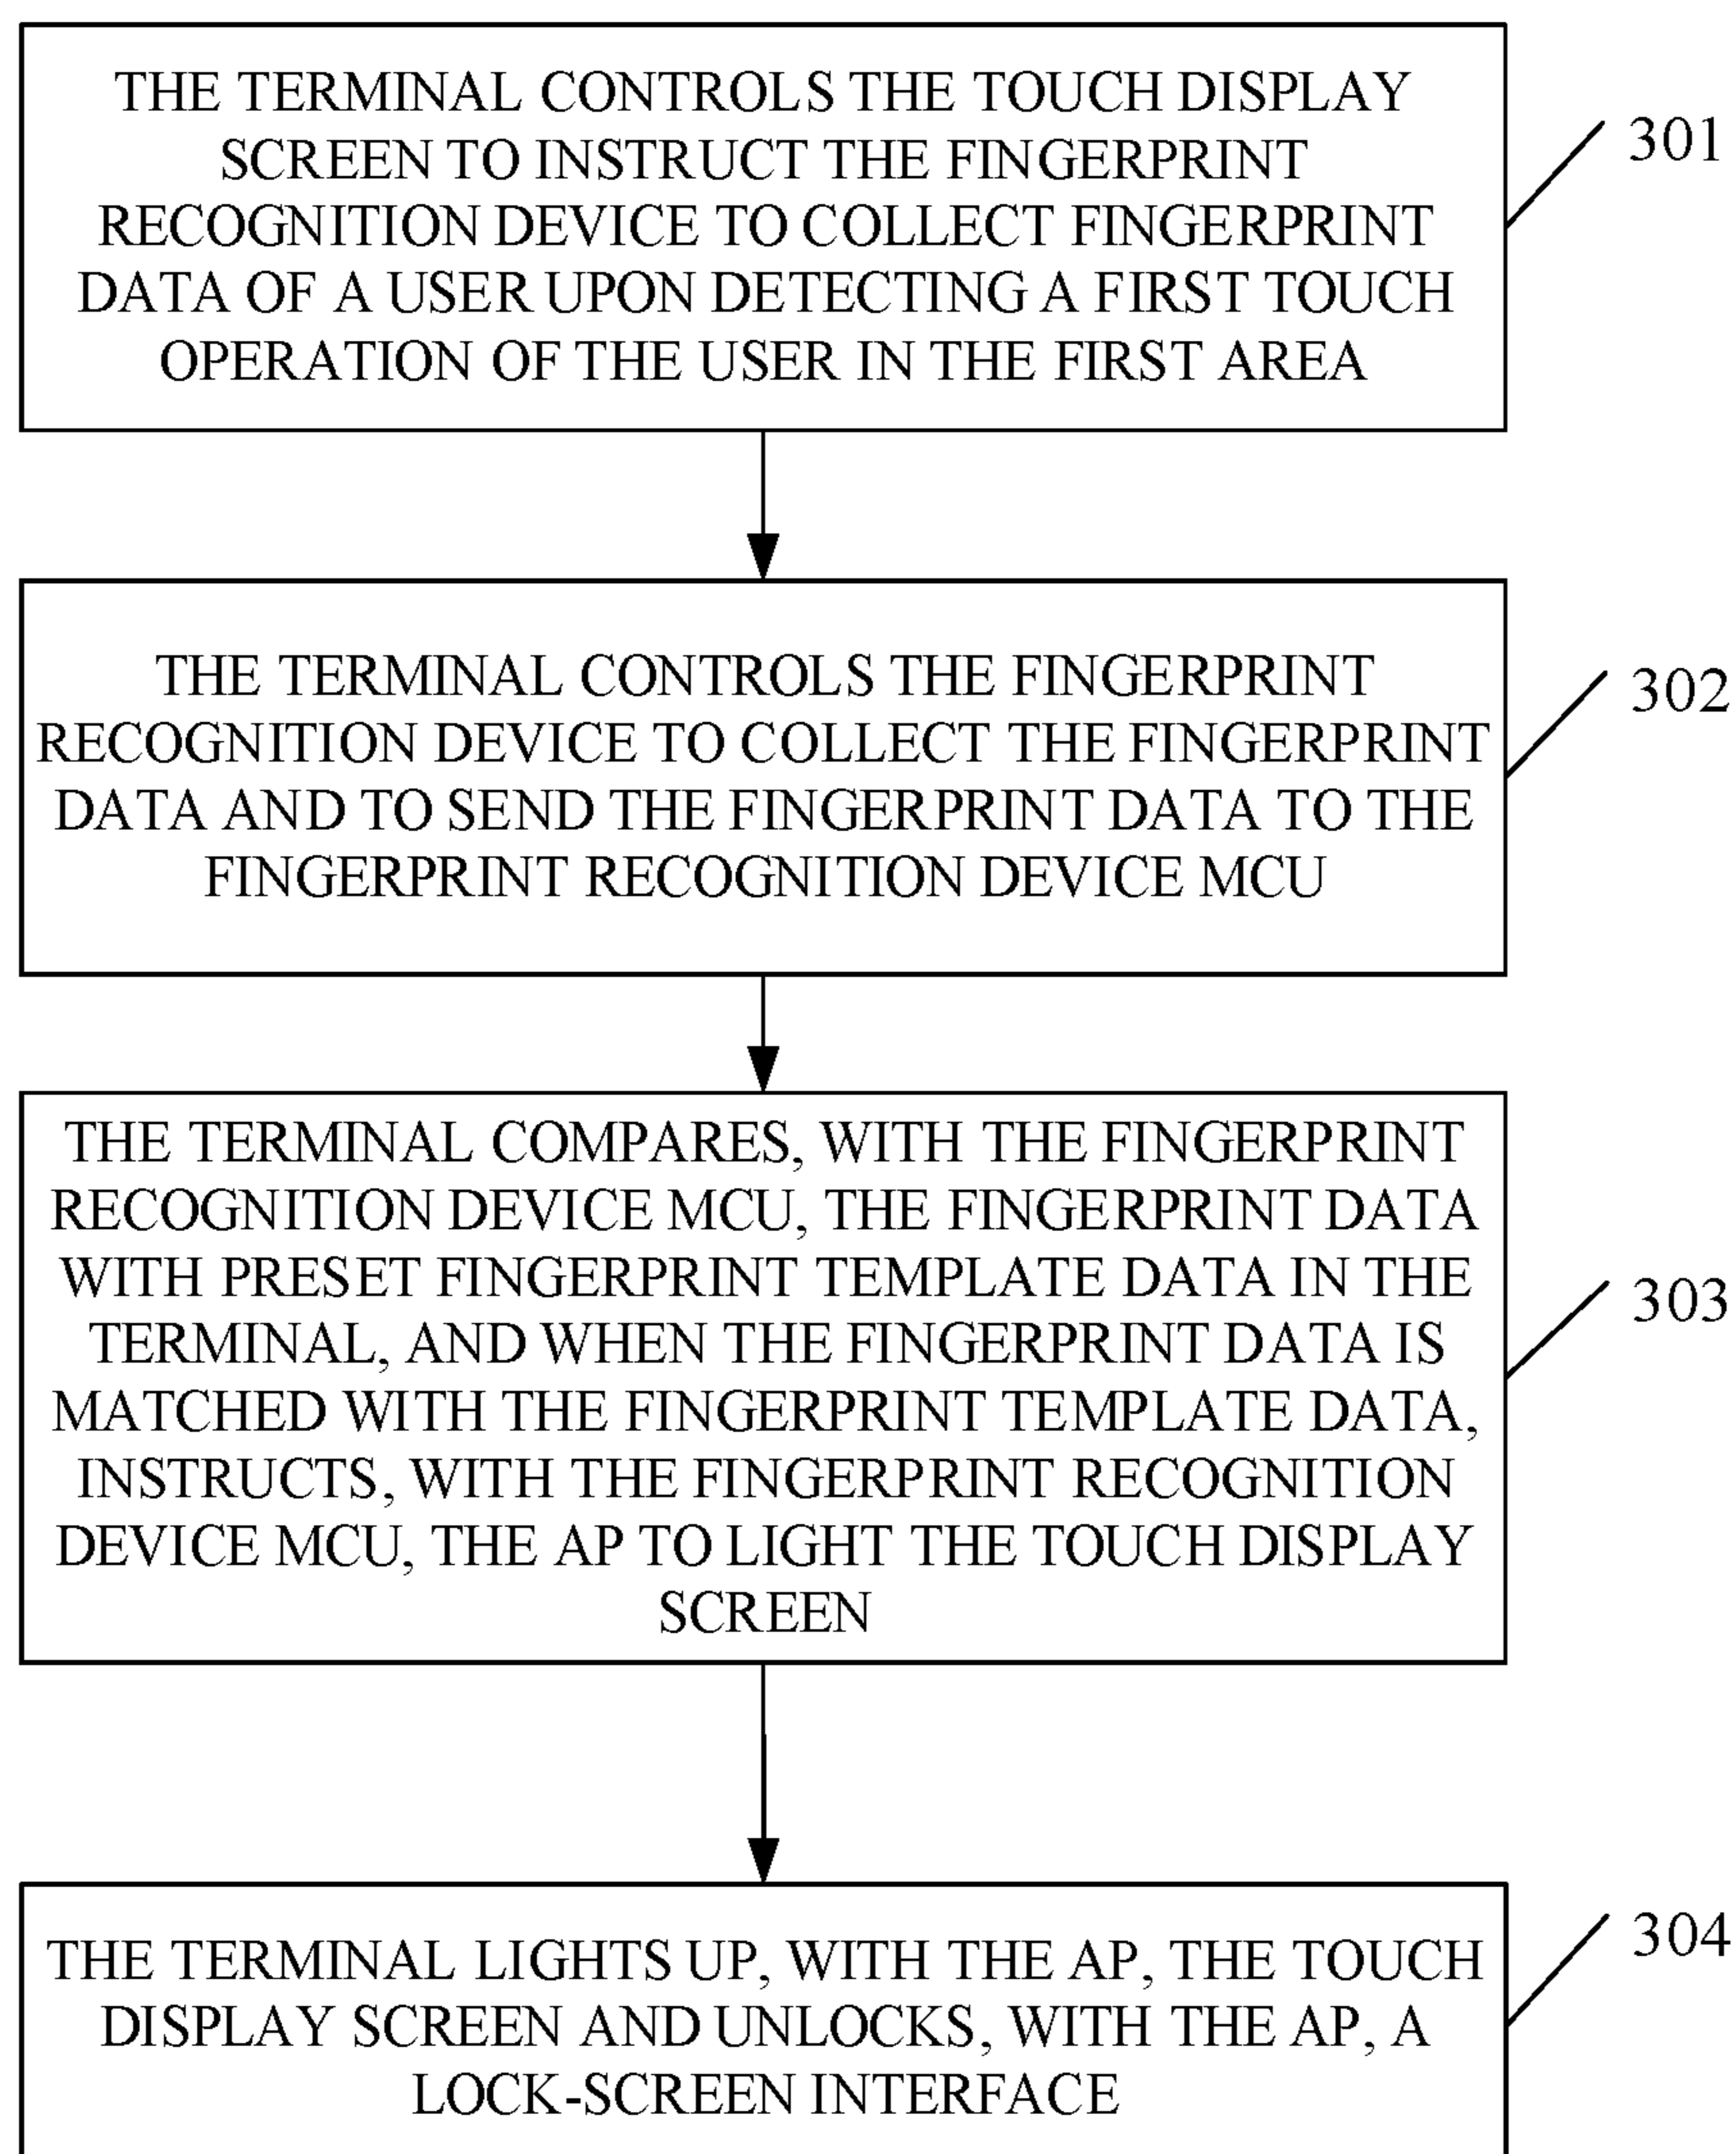 THE TERMINAL CONTROLS THE TOUCH DISPLAY
SCREEN TO INSTRUCT THE FINGERPRINT
RECOGNITION DEVICE TO COLLECT FINGERPRINT
DATA OF A USER UPON DETECTING A FIRST TOUCH
OPERATION OF THE USER IN THE FIRST AREA
301
THE TERMINAL CONTROLS THE FINGERPRINT
RECOGNITION DEVICE TO COLLECT THE FINGERPRINT
DATA AND TO SEND THE FINGERPRINT DATA TO THE
FINGERPRINT RECOGNITION DEVICE MCU
302
THE TERMINAL COMPARES, WITH THE FINGERPRINT
RECOGNITION DEVICE MCU, THE FINGERPRINT DATA
WITH PRESET FINGERPRINT TEMPLATE DATA IN THE
TERMINAL, AND WHEN THE FINGERPRINT DATA IS
MATCHED WITH THE FINGERPRINT TEMPLATE DATA,
INSTRUCTS, WITH THE FINGERPRINT RECOGNITION
DEVICE MCU, THE AP TO LIGHT THE TOUCH DISPLAY
SCREEN
303
THE TERMINAL LIGHTS UP, WITH THE AP, THE TOUCH
DISPLAY SCREEN AND UNLOCKS, WITH THE AP, A
LOCK-SCREEN INTERFACE
304